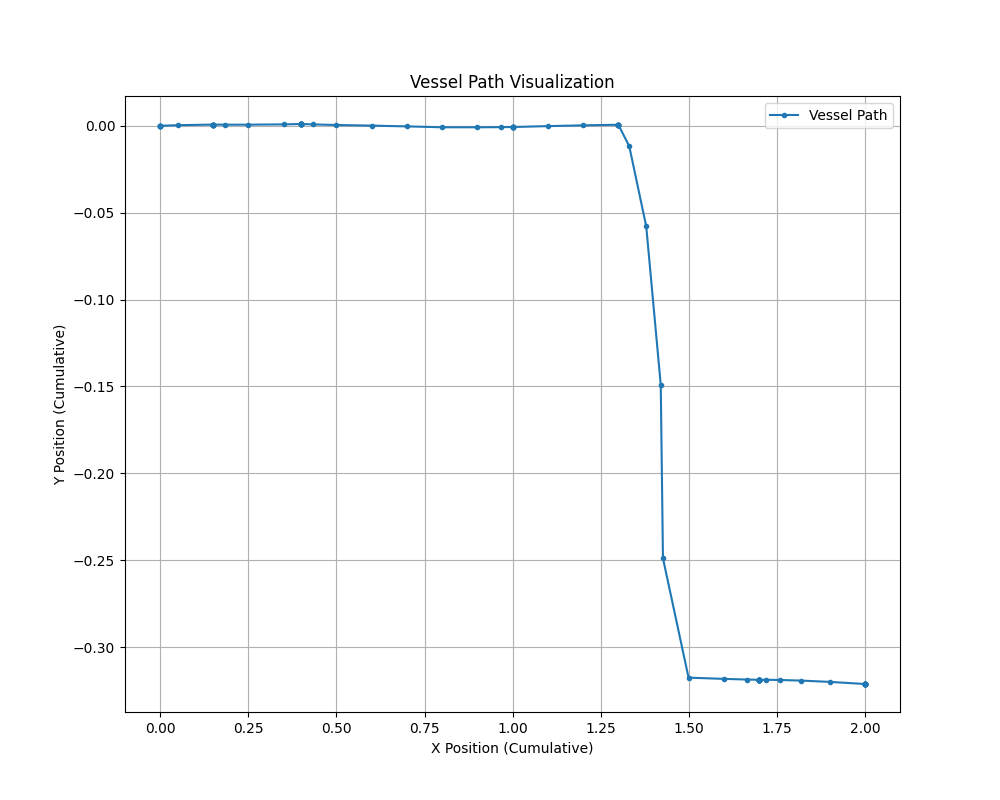 Vessel Path Visualization
Vessel Path
0.00
−0.05
−0.10
−0.15
−0.20
−0.25
−0.30
Y Position (Cumulative)
0.00 0.25 0.50 0.75 1.00 1.25 1.50 1.75 2.00
X Position (Cumulative)